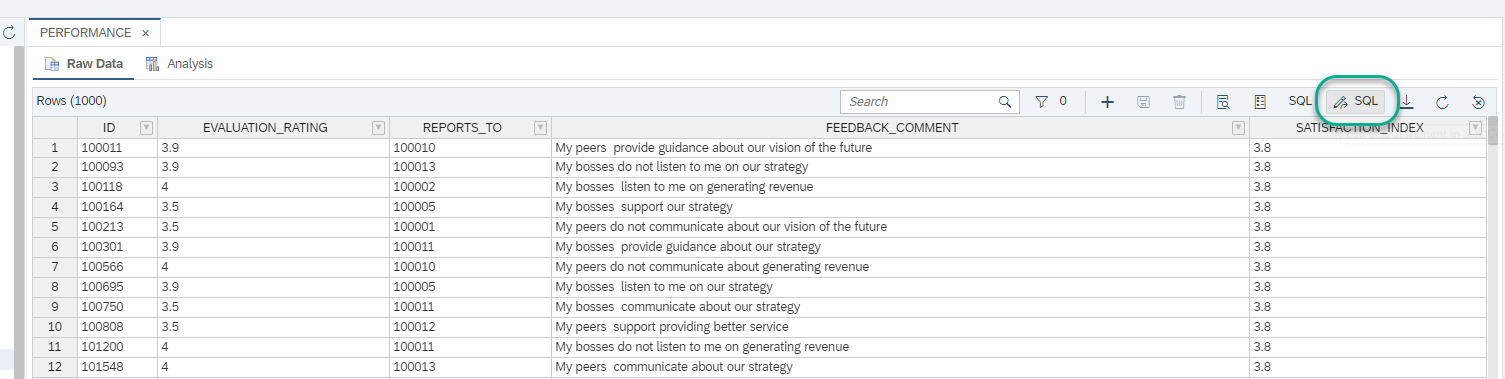 PERFORMANCE ×
Raw Data Analysis
Rows (1000) Search 0 SQL SQL
ID EVALUATION_RATING REPORTS_TO FEEDBACK_COMMENT SATISFACTION_INDEX
1 100011 3.9 100010 My peers provide guidance about our vision of the future 3.8
2 100093 3.9 100013 My bosses do not listen to me on our strategy 3.8
3 100118 4 100002 My bosses listen to me on generating revenue 3.8
4 100164 3.5 100005 My bosses support our strategy 3.8
5 100213 3.5 100001 My peers do not communicate about our vision of the future 3.8
6 100301 3.9 100011 My bosses provide guidance about our strategy 3.8
7 100566 4 100010 My peers do not communicate about generating revenue 3.8
8 100695 3.9 100005 My bosses listen to me on our strategy 3.8
9 100750 3.5 100011 My bosses communicate about our strategy 3.8
10 100808 3.5 100012 My peers support providing better service 3.8
11 101200 4 100011 My bosses do not listen to me on generating revenue 3.8
12 101548 4 100013 My peers communicate about our strategy 3.8